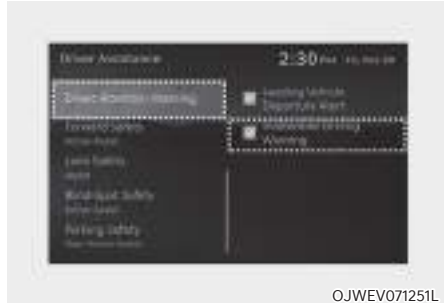 Driver Assistance
2:30 PM
Driver Attention Warning
Leading Vehicle
Departure Alert
Forward Safety
Inattentive Driving
Warning
Lane Safety
Blind-Spot Safety
Parking Safety
OJWEV071251L